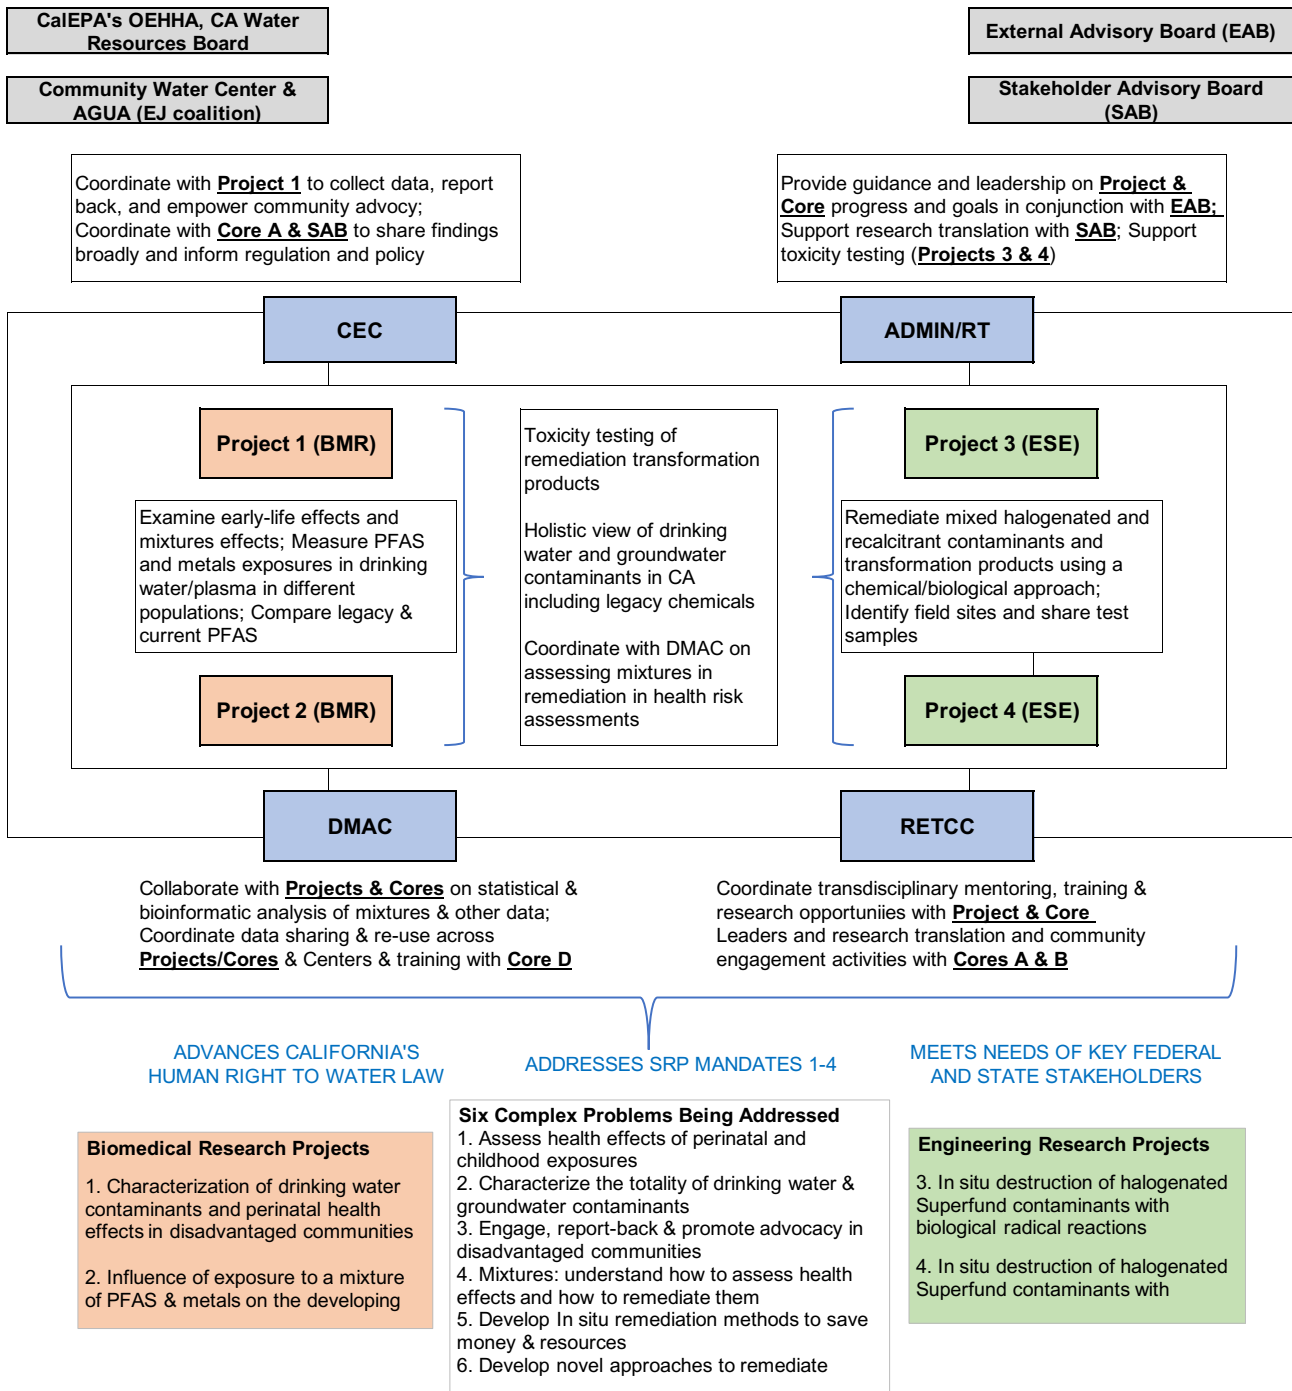 CalEPA's OEHHA, CA Water
Resources Board
External Advisory Board (EAB)
Community Water Center &
AGUA (EJ coalition)
Stakeholder Advisory Board
(SAB)
Coordinate with Project 1 to collect data, report
back, and empower community advocy;
Coordinate with Core A & SAB to share findings
broadly and inform regulation and policy
Provide guidance and leadership on Project &
Core progress and goals in conjunction with EAB;
Support research translation with SAB; Support
toxicity testing (Projects 3 & 4)
CEC
ADMIN/RT
Project 1 (BMR)
Examine early-life effects and
mixtures effects; Measure PFAS
and metals exposures in drinking
water/plasma in different
populations; Compare legacy &
current PFAS
Project 2 (BMR)
Toxicity testing of
remediation transformation
products
Holistic view of drinking
water and groundwater
contaminants in CA
including legacy chemicals
Coordinate with DMAC on
assessing mixtures in
remediation in health risk
assessments
Project 3 (ESE)
Remediate mixed halogenated and
recalcitrant contaminants and
transformation products using a
chemical/biological approach;
Identify field sites and share test
samples
Project 4 (ESE)
DMAC
RETCC
Collaborate with Projects & Cores on statistical &
bioinformatic analysis of mixtures & other data;
Coordinate data sharing & re-use across
Projects/Cores & Centers & training with Core D
Coordinate transdisciplinary mentoring, training &
research opportuniies with Project & Core
Leaders and research translation and community
engagement activities with Cores A & B
ADVANCES CALIFORNIA'S
HUMAN RIGHT TO WATER LAW
ADDRESSES SRP MANDATES 1-4
MEETS NEEDS OF KEY FEDERAL
AND STATE STAKEHOLDERS
Biomedical Research Projects
1. Characterization of drinking water
contaminants and perinatal health
effects in disadvantaged communities
2. Influence of exposure to a mixture
of PFAS & metals on the developing
Six Complex Problems Being Addressed
1. Assess health effects of perinatal and
childhood exposures
2. Characterize the totality of drinking water &
groundwater contaminants
3. Engage, report-back & promote advocacy in
disadvantaged communities
4. Mixtures: understand how to assess health
effects and how to remediate them
5. Develop In situ remediation methods to save
money & resources
6. Develop novel approaches to remediate
Engineering Research Projects
3. In situ destruction of halogenated
Superfund contaminants with
biological radical reactions
4. In situ destruction of halogenated
Superfund contaminants with